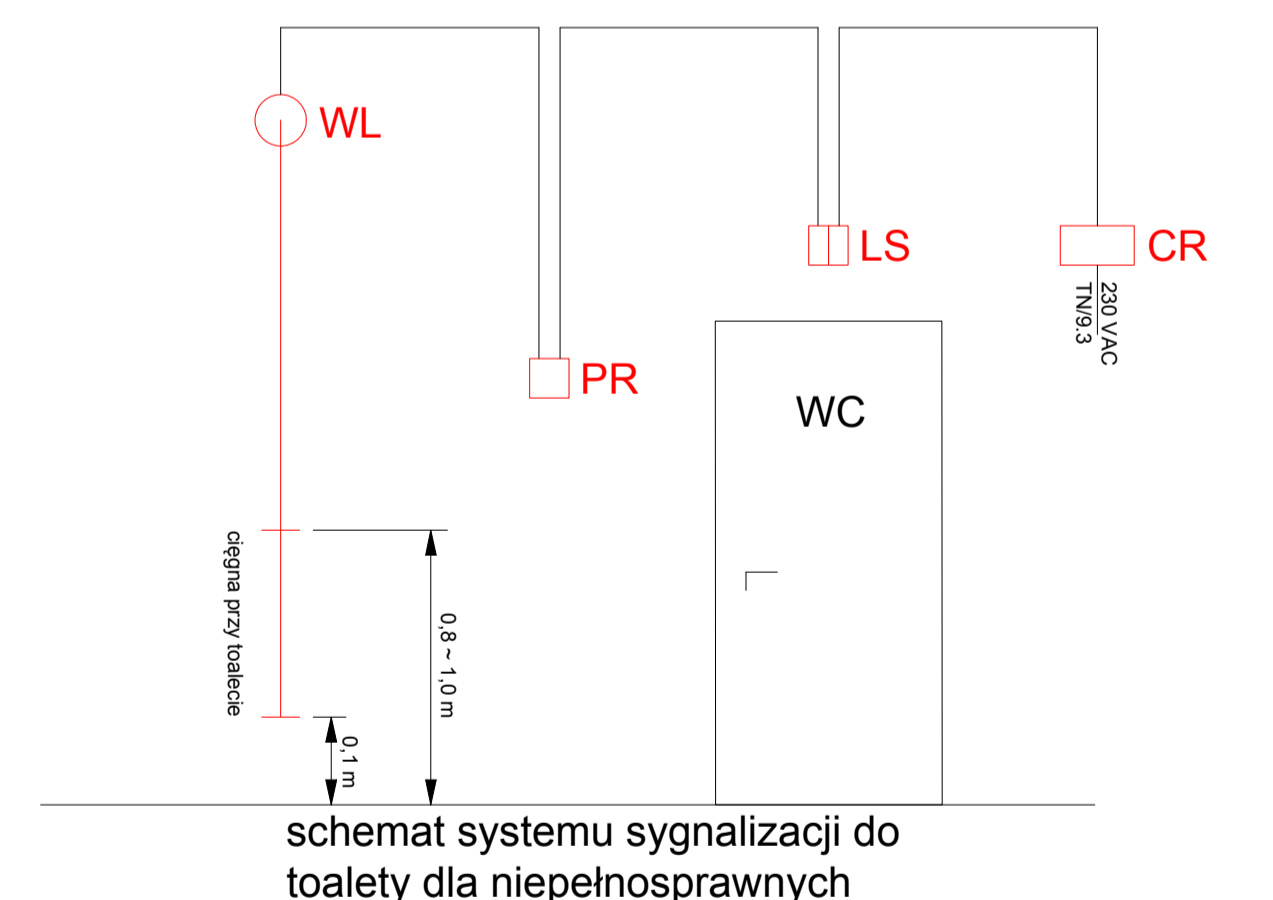 WL
LS
CR
230 VAC
TN/9.3
PR
WC
cięgna przy toalecie
0,8 ~ 1,0 m
0,1 m
schemat systemu sygnalizacji do
toalety dla niepełnosprawnych